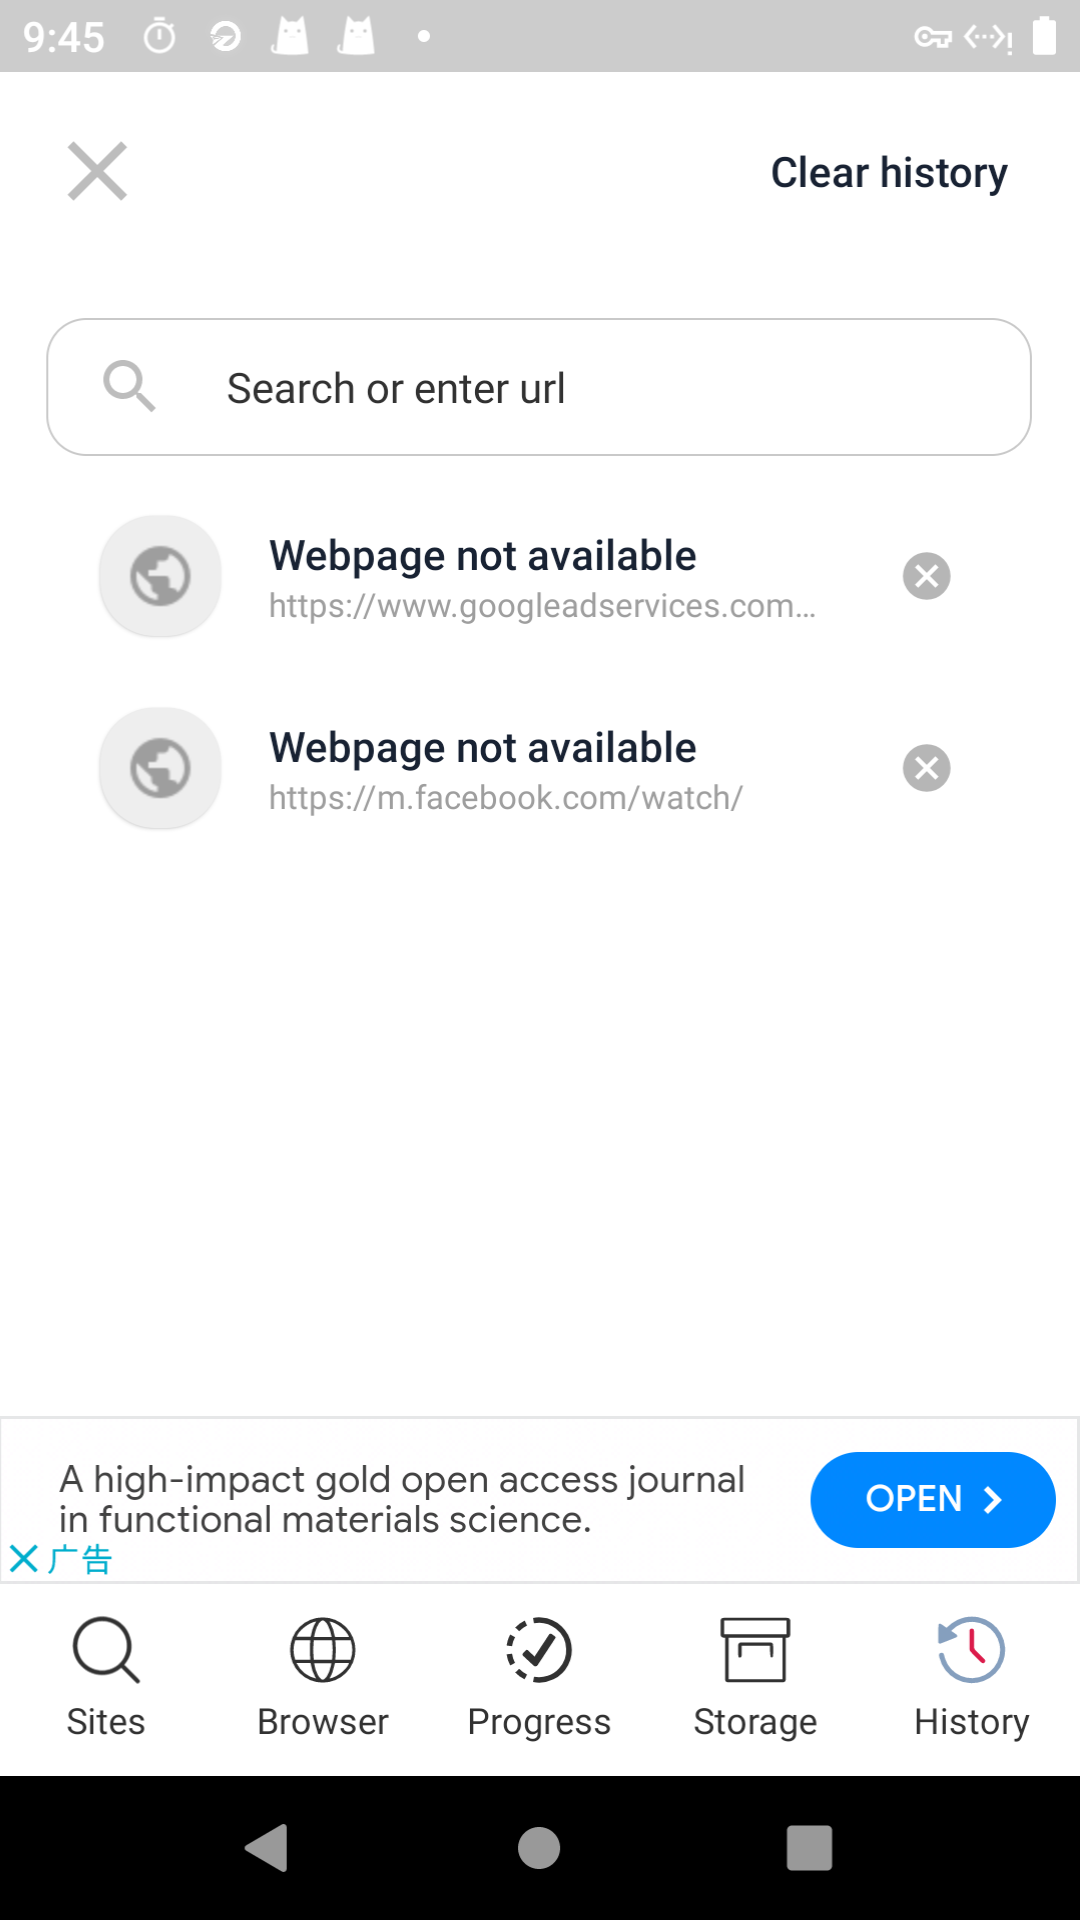 9:45
Clear history
Search or enter url
Webpage not available
https://www.googleadservices.com...
Webpage not available
https://m.facebook.com/watch/
A high-impact gold open access journal
in functional materials science.
OPEN
广告
Sites
Browser
Progress
Storage
History